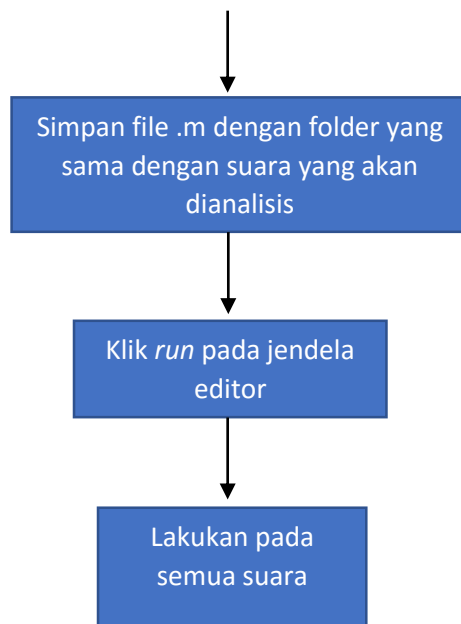 Simpan file .m dengan folder yang
sama dengan suara yang akan
dianalisis
Klik run pada jendela
editor
Lakukan pada
semua suara